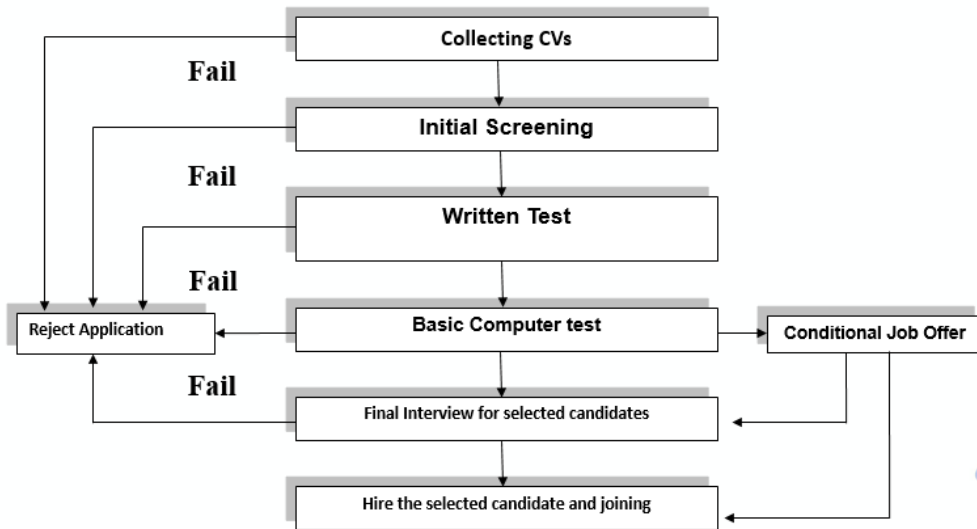 Collecting CVs
Fail
Initial Screening
Fail
Written Test
Fail
Basic Computer test
Reject Application
Conditional Job Offer
Fail
Final Interview for selected candidates
Hire the selected candidate and joining